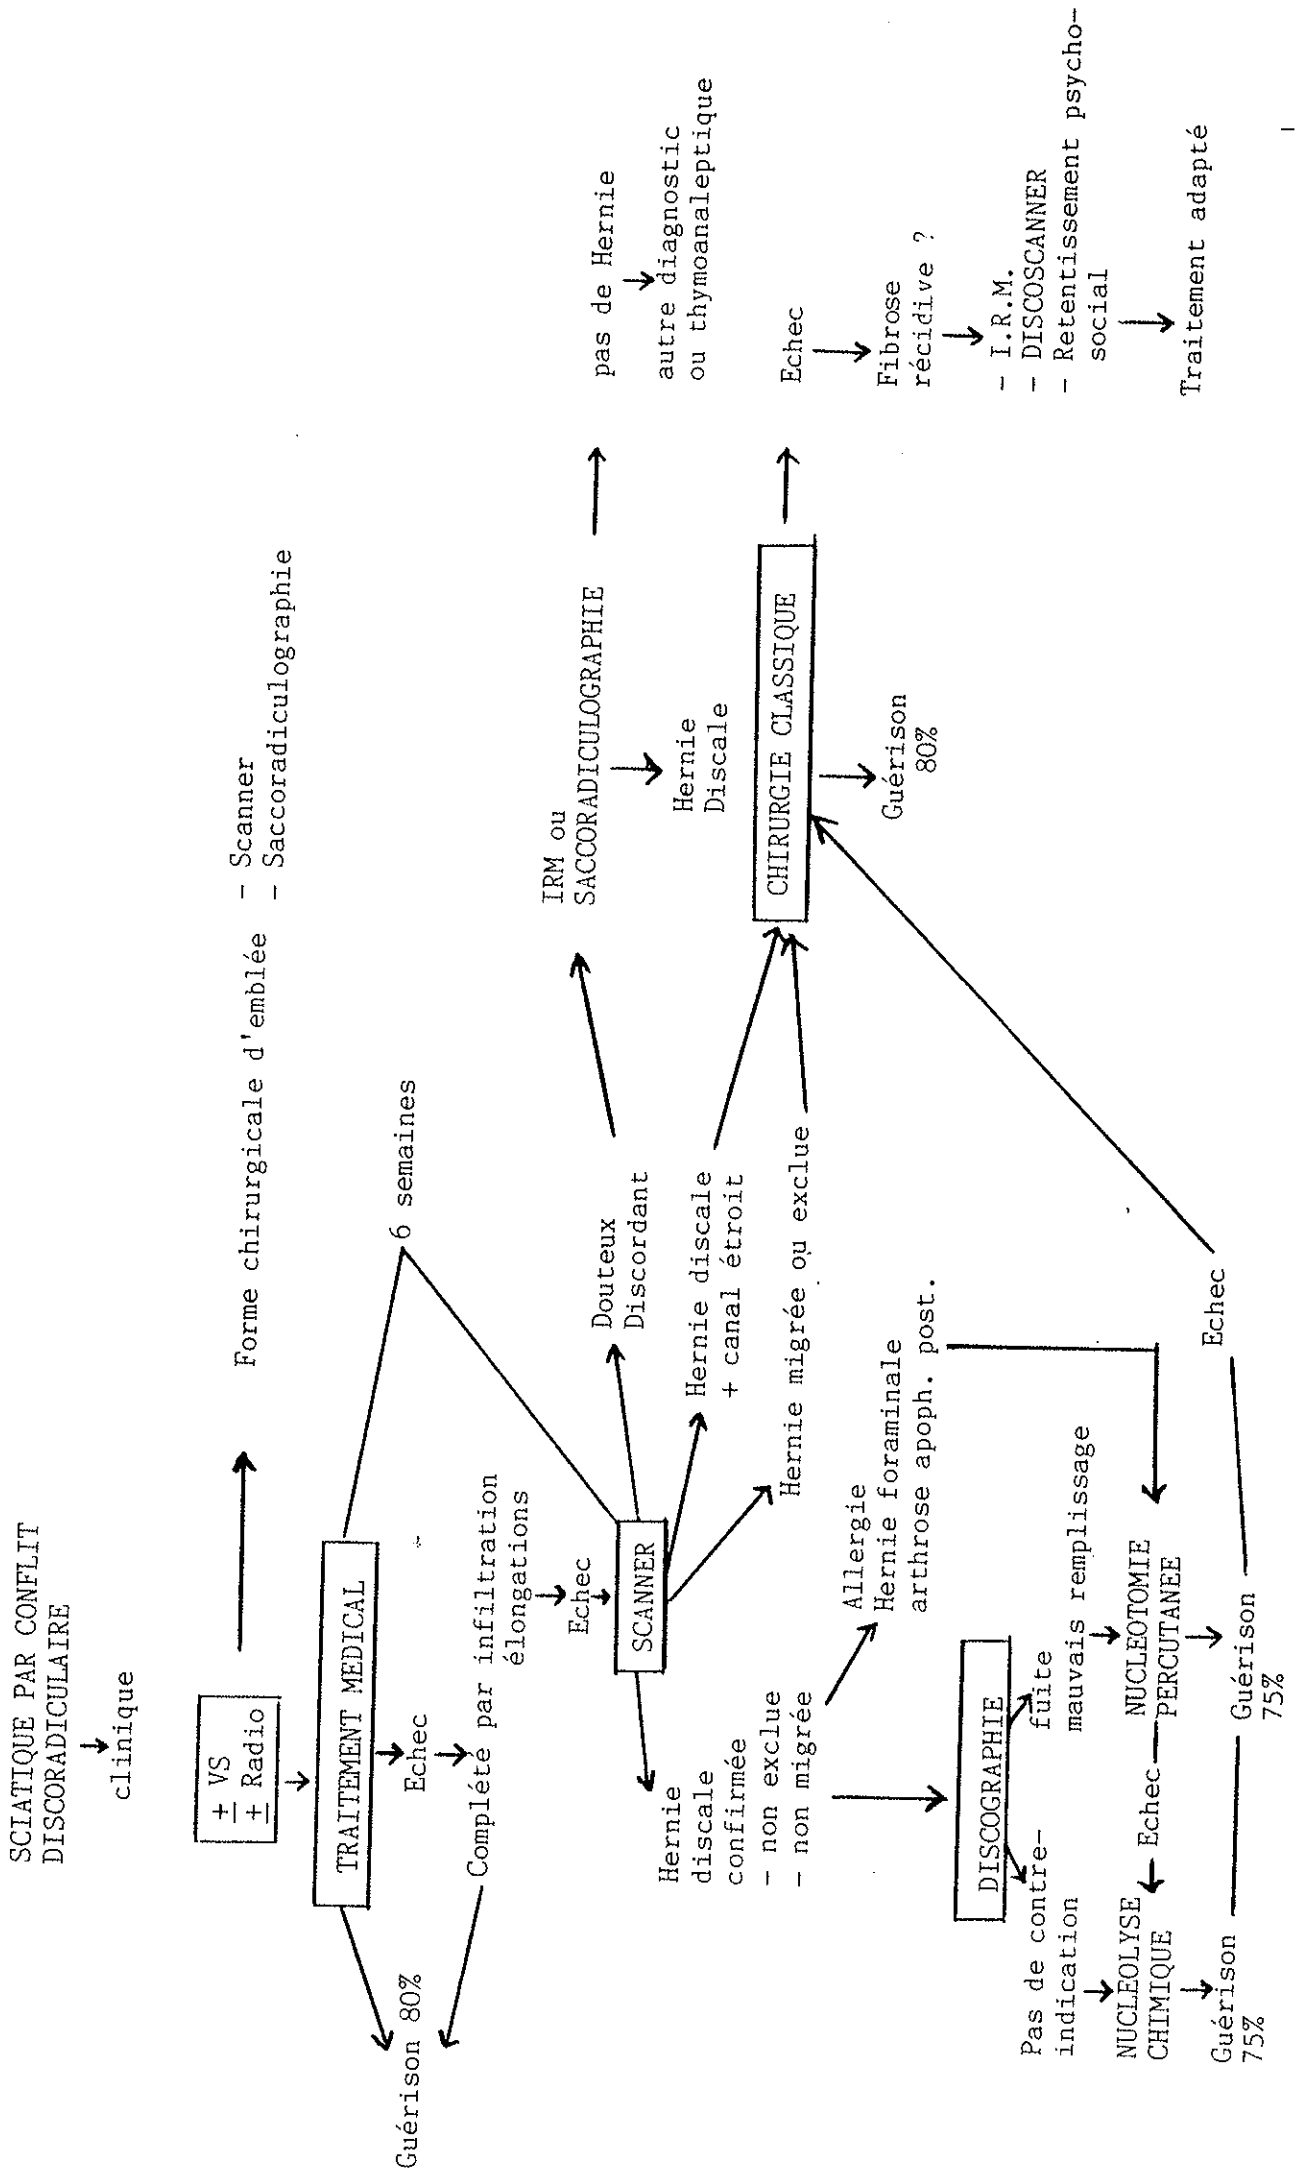 SCIATIQUE PAR CONFLIT
DISCORADICULAIRE
clinique
± VS
± Radio
Forme chirurgicale d'emblée
- Scanner
- Saccoradiculographie
TRAITEMENT MEDICAL
6 semaines
Guérison 80%
Echec
Complété par infiltration
élongations
Echec
SCANNER
Hernie
discale
confirmée
- non exclue
- non migrée
Douteux
Discordant
Hernie discale
+ canal étroit
Hernie migrée ou exclue
IRM ou
SACCORADICULOGRAPHIE
pas de Hernie
autre diagnostic
ou thymoanaleptique
Hernie
Discale
CHIRURGIE CLASSIQUE
Echec
Guérison
80%
Fibrose
récidive ?
- I.R.M.
- DISCOSCANNER
- Retentissement psycho-
social
Traitement adapté
Allergie
Hernie foraminale
arthrose apoph. post.
DISCOGRAPHIE
Pas de contre-
indication
fuite
mauvais remplissage
NUCLEOLYSE
CHIMIQUE
Echec
NUCLEOTOMIE
PERCUTANEE
Guérison
75%
Guérison
75%
Echec